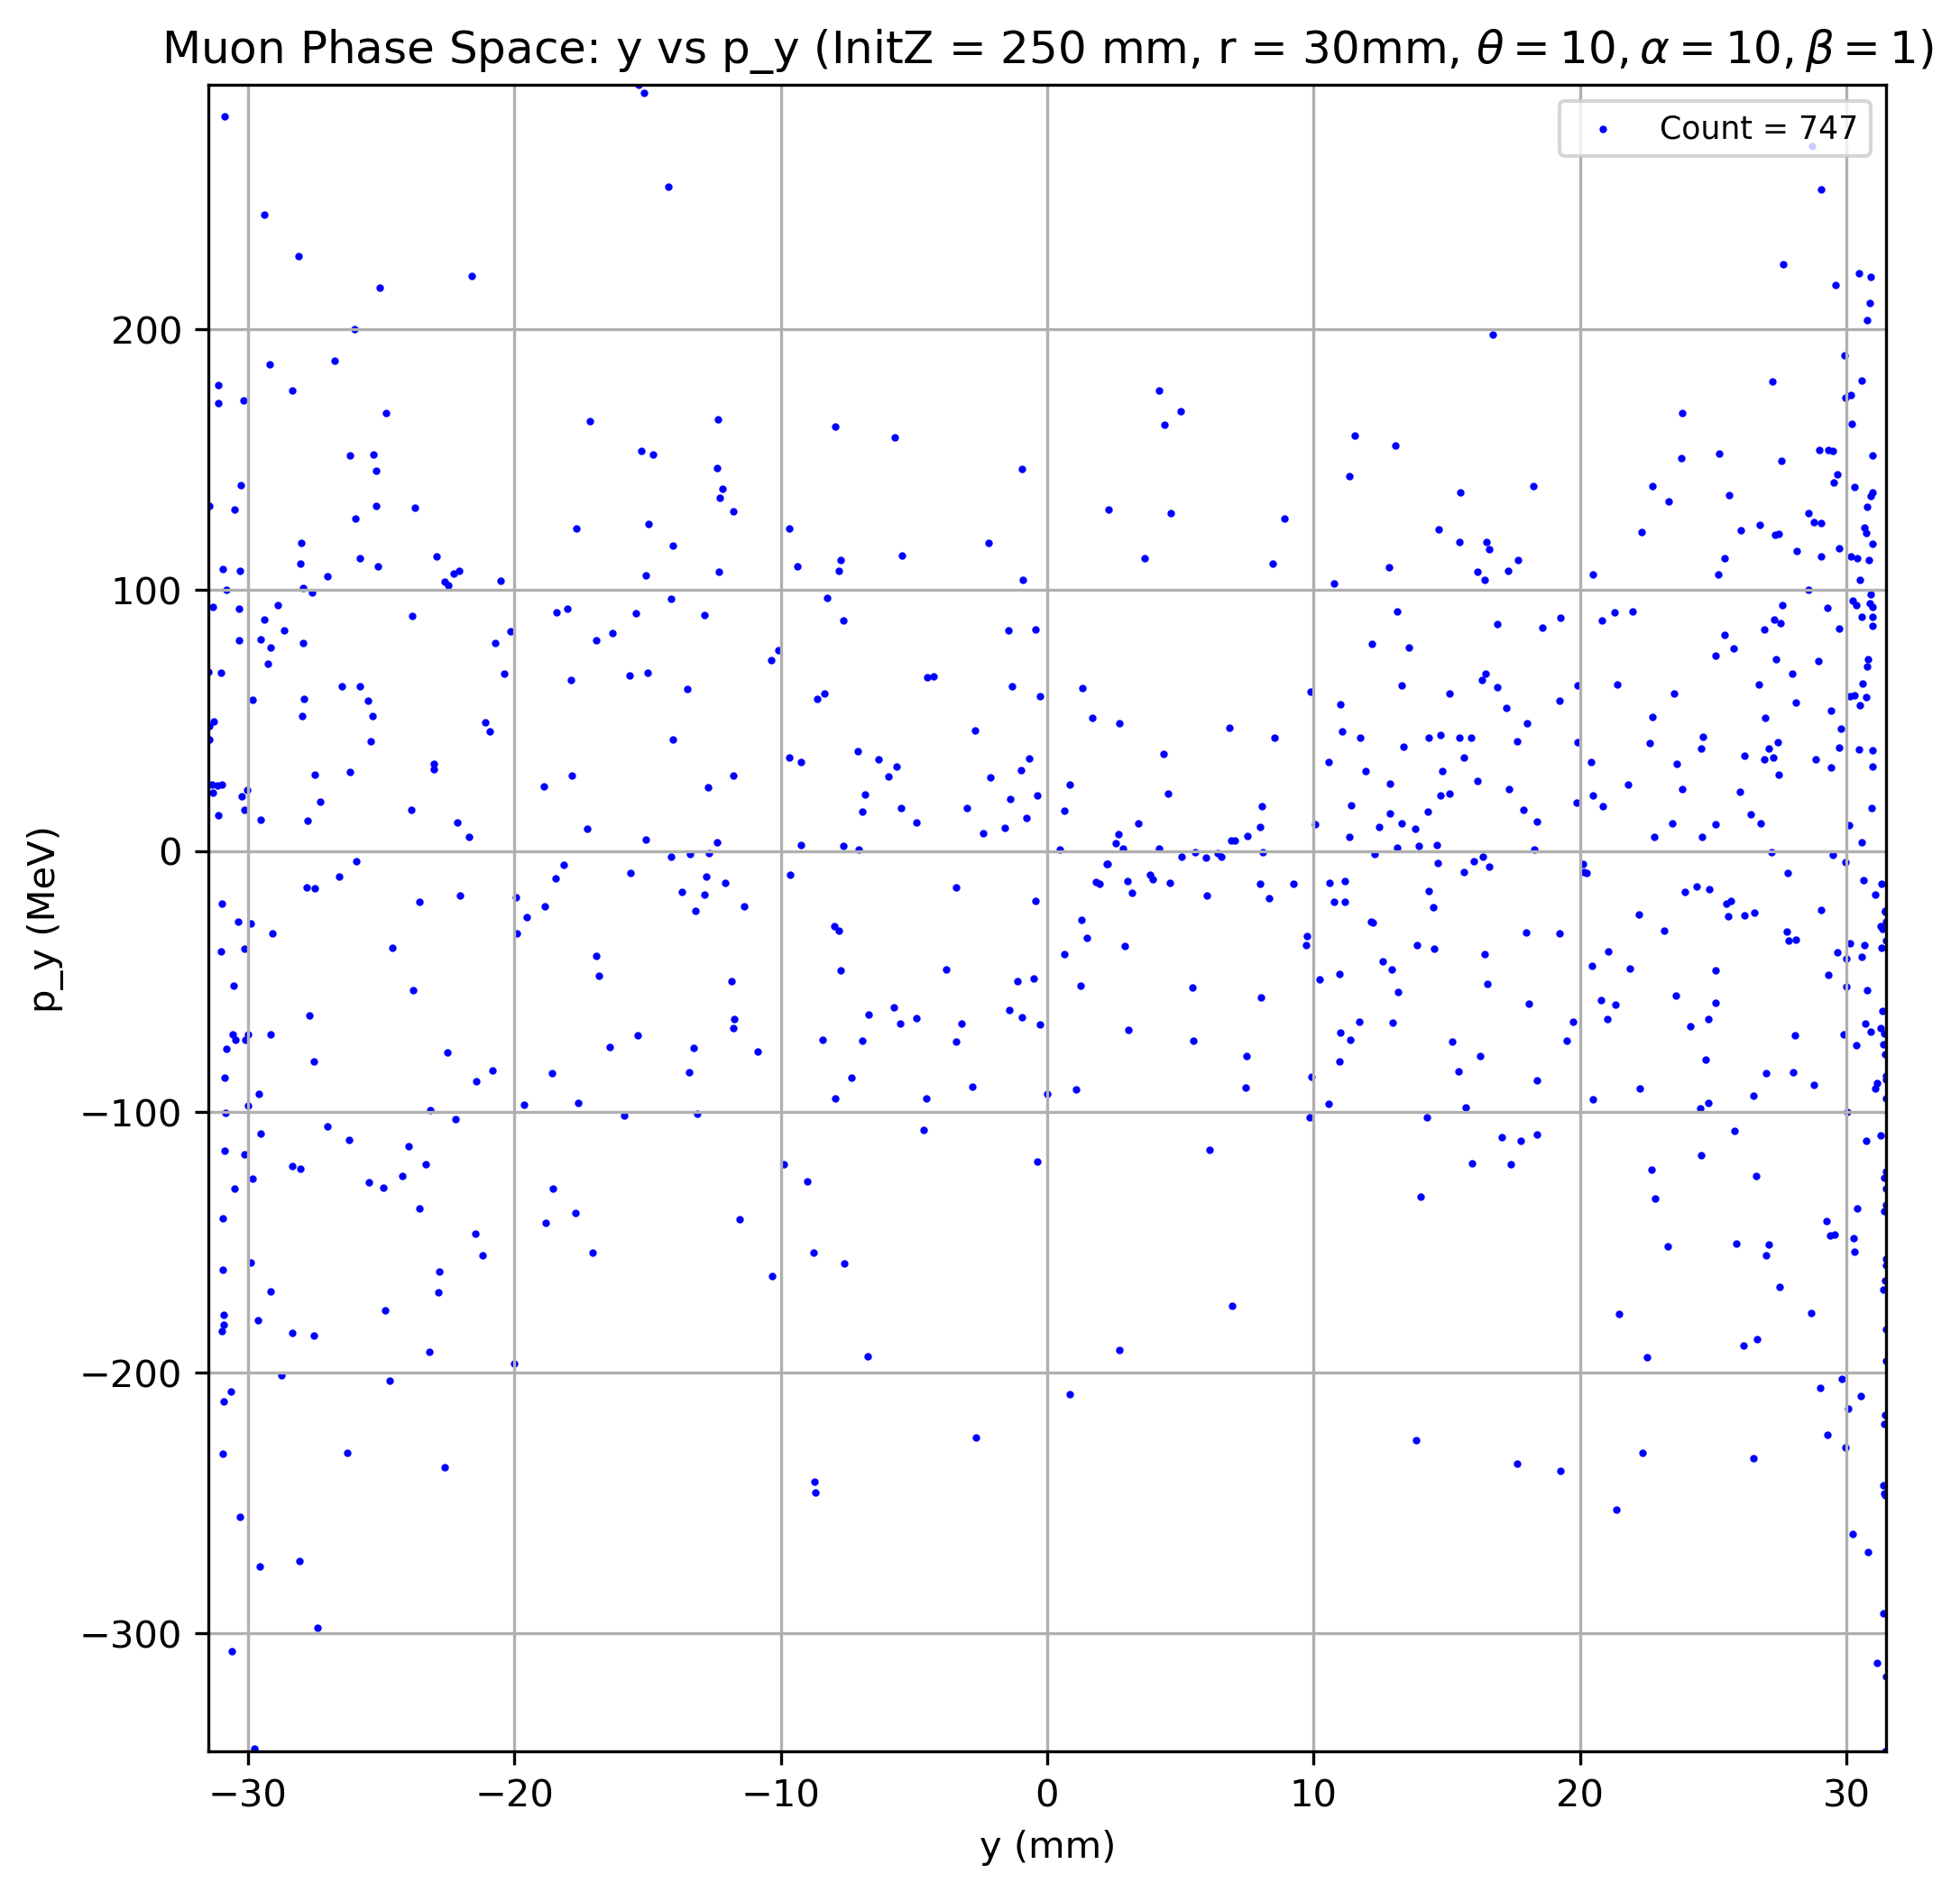 Muon Phase Space: y vs p_y (InitZ = 250 mm, r = 30mm, θ = 10, α = 10, β = 1)
Count = 747
200
100
0
−100
−200
−300
p_y (MeV)
−30 −20 −10 0 10 20 30
y (mm)